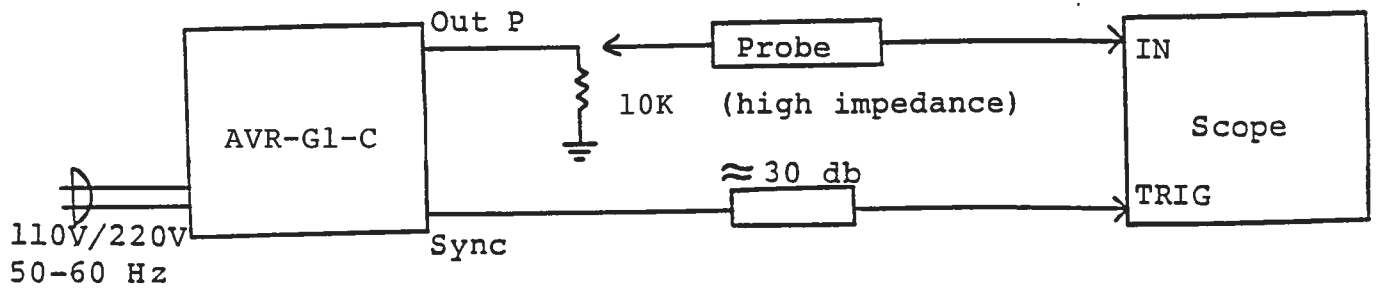 Out P
Probe
IN
10K (high impedance)
AVR-G1-C
Scope
≈ 30 db
TRIG
Sync
110V/220V
50-60 Hz